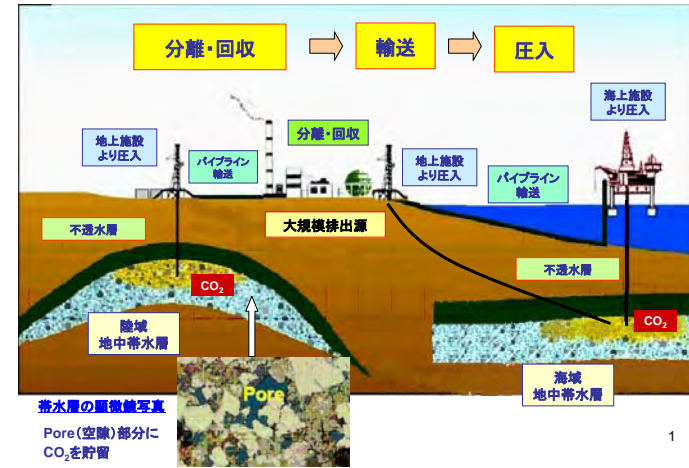 分離・回収
輸送
圧入
海上施設
より圧入
地上施設
より圧入
パイプライン
輸送
分離・回収
地上施設
より圧入
パイプライン
輸送
不透水層
大規模排出源
不透水層
CO₂
CO₂
陸域
地中帯水層
海域
地中帯水層
帯水層の顕微鏡写真
Pore
Pore(空隙)部分に
CO₂を貯留
1